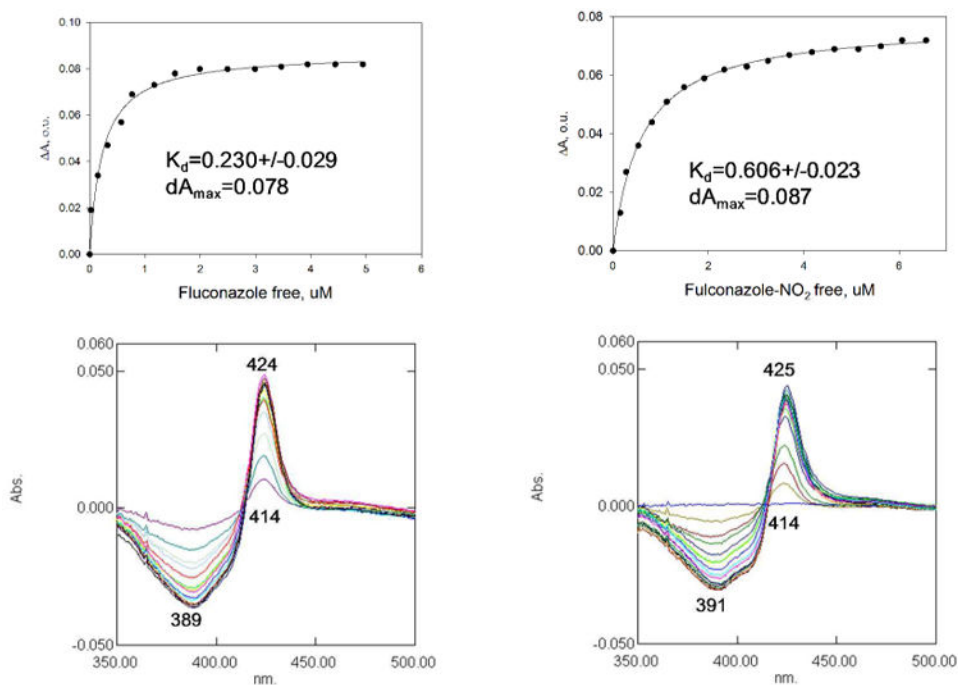 0.10
0.08
0.06
0.04
0.02
0.00
ΔA, o.u.
K_d=0.230+/-0.029
dA_max=0.078
0 1 2 3 4 5 6
Fluconazole free, uM
0.08
0.06
0.04
0.02
0.00
ΔA, o.u.
K_d=0.606+/-0.023
dA_max=0.087
0 2 4 6
Fulconazole-NO₂ free, uM
0.060
0.050
0.000
-0.050
Abs.
424
414
389
350.00 400.00 450.00 500.00
nm.
0.060
0.050
0.000
-0.050
Abs.
425
414
391
350.00 400.00 450.00 500.00
nm.